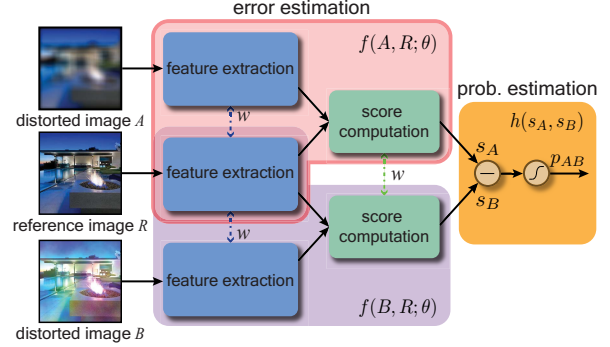 error estimation
f(A, R; θ)
feature extraction
distorted image A
w
score
computation
prob. estimation
h(s_A, s_B)
feature extraction
reference image R
w
s_A
−
p_AB
s_B
w
score
computation
feature extraction
distorted image B
f(B, R; θ)